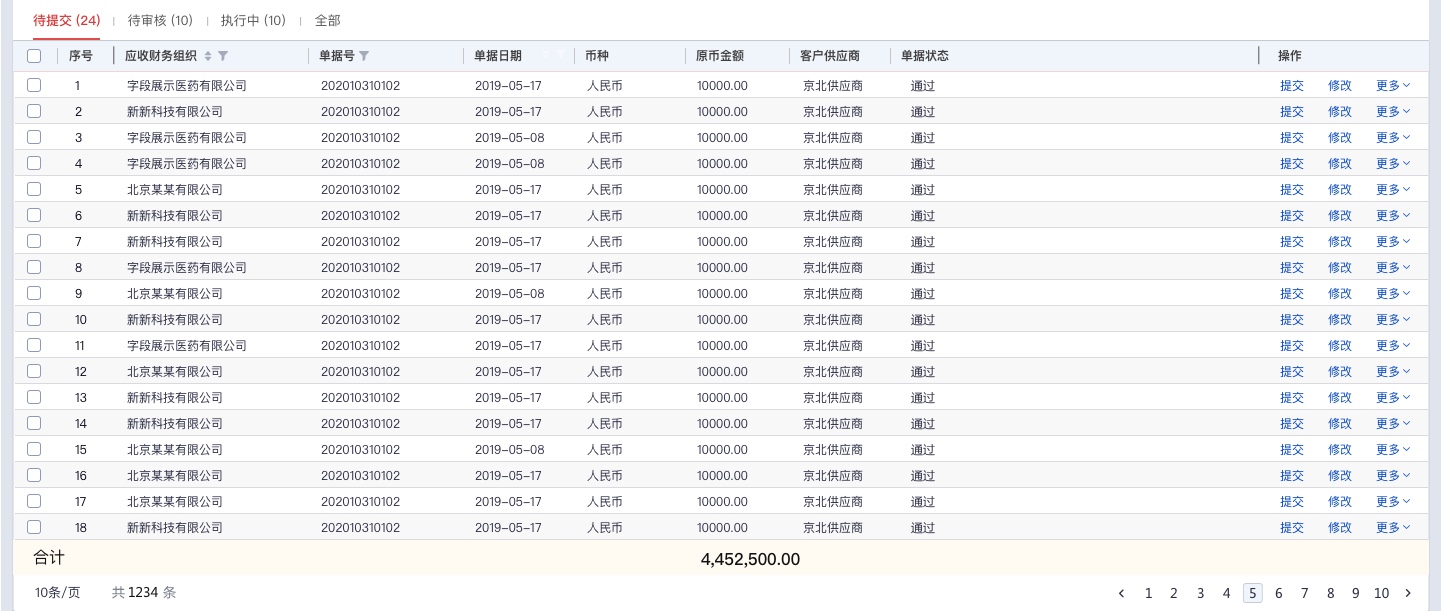 待提交 (24) 待审核 (10) 执行中 (10) 全部
序号 应收财务组织 单据号 单据日期 币种 原币金额 客户供应商 单据状态 操作
1 字段展示医药有限公司 202010310102 2019-05-17 人民币 10000.00 京北供应商 通过 提交 修改 更多
2 新新科技有限公司 202010310102 2019-05-17 人民币 10000.00 京北供应商 通过 提交 修改 更多
3 字段展示医药有限公司 202010310102 2019-05-08 人民币 10000.00 京北供应商 通过 提交 修改 更多
4 字段展示医药有限公司 202010310102 2019-05-08 人民币 10000.00 京北供应商 通过 提交 修改 更多
5 北京某某有限公司 202010310102 2019-05-17 人民币 10000.00 京北供应商 通过 提交 修改 更多
6 新新科技有限公司 202010310102 2019-05-17 人民币 10000.00 京北供应商 通过 提交 修改 更多
7 新新科技有限公司 202010310102 2019-05-17 人民币 10000.00 京北供应商 通过 提交 修改 更多
8 字段展示医药有限公司 202010310102 2019-05-17 人民币 10000.00 京北供应商 通过 提交 修改 更多
9 北京某某有限公司 202010310102 2019-05-08 人民币 10000.00 京北供应商 通过 提交 修改 更多
10 新新科技有限公司 202010310102 2019-05-17 人民币 10000.00 京北供应商 通过 提交 修改 更多
11 字段展示医药有限公司 202010310102 2019-05-17 人民币 10000.00 京北供应商 通过 提交 修改 更多
12 北京某某有限公司 202010310102 2019-05-17 人民币 10000.00 京北供应商 通过 提交 修改 更多
13 新新科技有限公司 202010310102 2019-05-17 人民币 10000.00 京北供应商 通过 提交 修改 更多
14 新新科技有限公司 202010310102 2019-05-17 人民币 10000.00 京北供应商 通过 提交 修改 更多
15 北京某某有限公司 202010310102 2019-05-08 人民币 10000.00 京北供应商 通过 提交 修改 更多
16 北京某某有限公司 202010310102 2019-05-17 人民币 10000.00 京北供应商 通过 提交 修改 更多
17 北京某某有限公司 202010310102 2019-05-17 人民币 10000.00 京北供应商 通过 提交 修改 更多
18 新新科技有限公司 202010310102 2019-05-17 人民币 10000.00 京北供应商 通过 提交 修改 更多
合计 4,452,500.00
10条/页 共 1234 条 1 2 3 4 5 6 7 8 9 10